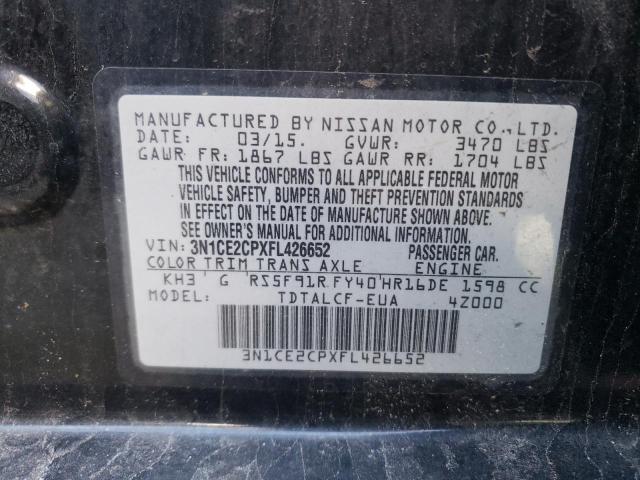 MANUFACTURED BY NISSAN MOTOR CO., LTD.
DATE: 03/15. GVWR: 3470 LBS
GAWR FR: 1867 LBS GAWR RR: 1704 LBS
THIS VEHICLE CONFORMS TO ALL APPLICABLE FEDERAL MOTOR
VEHICLE SAFETY, BUMPER AND THEFT PREVENTION STANDARDS
IN EFFECT ON THE DATE OF MANUFACTURE SHOWN ABOVE.
SEE OWNER'S MANUAL FOR ADDITIONAL INFORMATION.
VIN: 3N1CE2CPXFL426652 PASSENGER CAR.
COLOR TRIM TRANS AXLE ENGINE
KH3 G RS5F91R FY40 HR16DE 1598 CC
MODEL: TDTALCF-EUA 4Z000
3N1CE2CPXFL426652